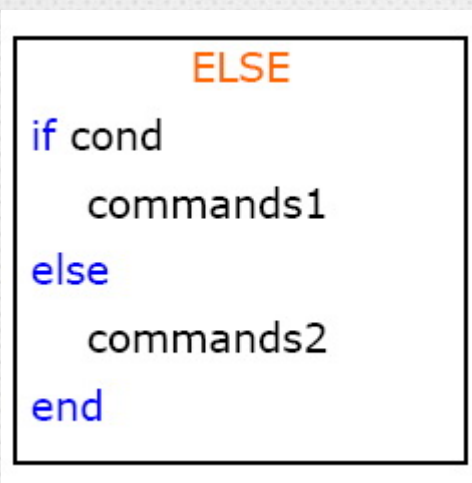 ELSE
if cond
commands1
else
commands2
end